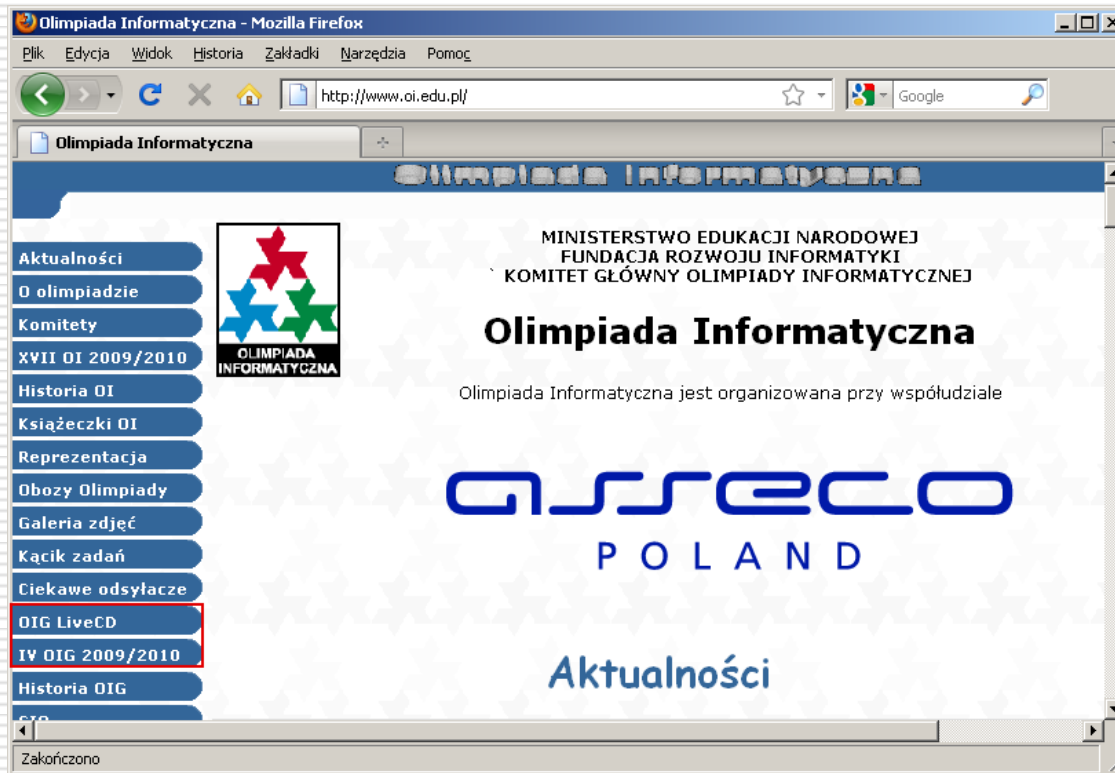 Olimpiada Informatyczna - Mozilla Firefox
Plik Edycja Widok Historia Zakładki Narzędzia Pomoc
http://www.oi.edu.pl/ Google
Olimpiada Informatyczna
Olimpiada Informatyczna
Aktualności
O olimpiadzie
Komitety
XVII OI 2009/2010
Historia OI
Książeczki OI
Reprezentacja
Obozy Olimpiady
Galeria zdjęć
Kącik zadań
Ciekawe odsyłacze
OIG LiveCD
IV OIG 2009/2010
Historia OIG
OLIMPIADA
INFORMATYCZNA
MINISTERSTWO EDUKACJI NARODOWEJ
FUNDACJA ROZWOJU INFORMATYKI
` KOMITET GŁÓWNY OLIMPIADY INFORMATYCZNEJ
Olimpiada Informatyczna
Olimpiada Informatyczna jest organizowana przy współudziale
asseco
POLAND
Aktualności
Zakończono